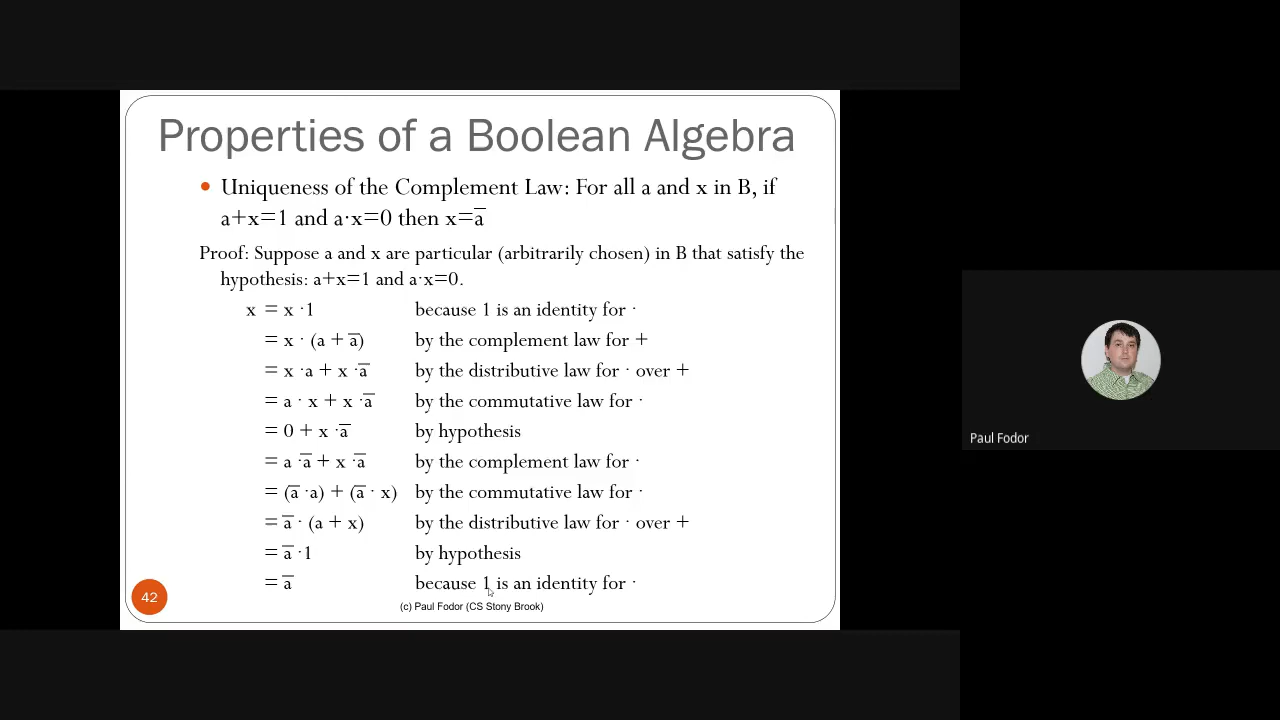 Properties of a Boolean Algebra
• Uniqueness of the Complement Law: For all a and x in B, if
a+x=1 and a·x=0 then x=a̅
Proof: Suppose a and x are particular (arbitrarily chosen) in B that satisfy the
hypothesis: a+x=1 and a·x=0.
x = x ·1 because 1 is an identity for ·
= x · (a + a̅) by the complement law for +
= x ·a + x ·a̅ by the distributive law for · over +
= a · x + x ·a̅ by the commutative law for ·
= 0 + x ·a̅ by hypothesis
= a ·a̅ + x ·a̅ by the complement law for ·
= (a̅ ·a) + (a̅ · x) by the commutative law for ·
= a̅ · (a + x) by the distributive law for · over +
= a̅ ·1 by hypothesis
= a̅ because 1 is an identity for ·
42
(c) Paul Fodor (CS Stony Brook)
Paul Fodor